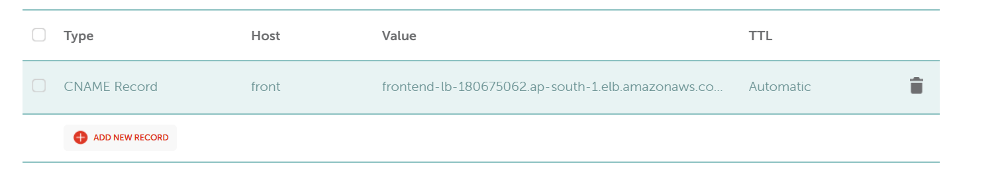 Type Host Value TTL
CNAME Record front frontend-lb-180675062.ap-south-1.elb.amazonaws.co... Automatic
ADD NEW RECORD